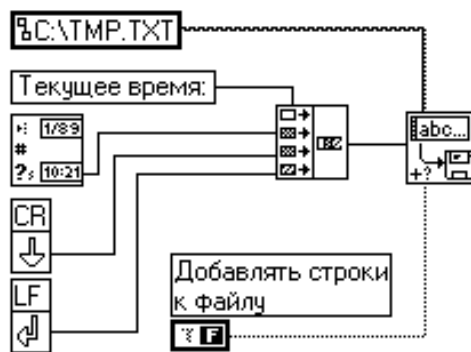 C:\TMP.TXT
Текущее время:
1/89
#
?
10:21
abc...
+?
CR
LF
Добавлять строки
к файлу
F